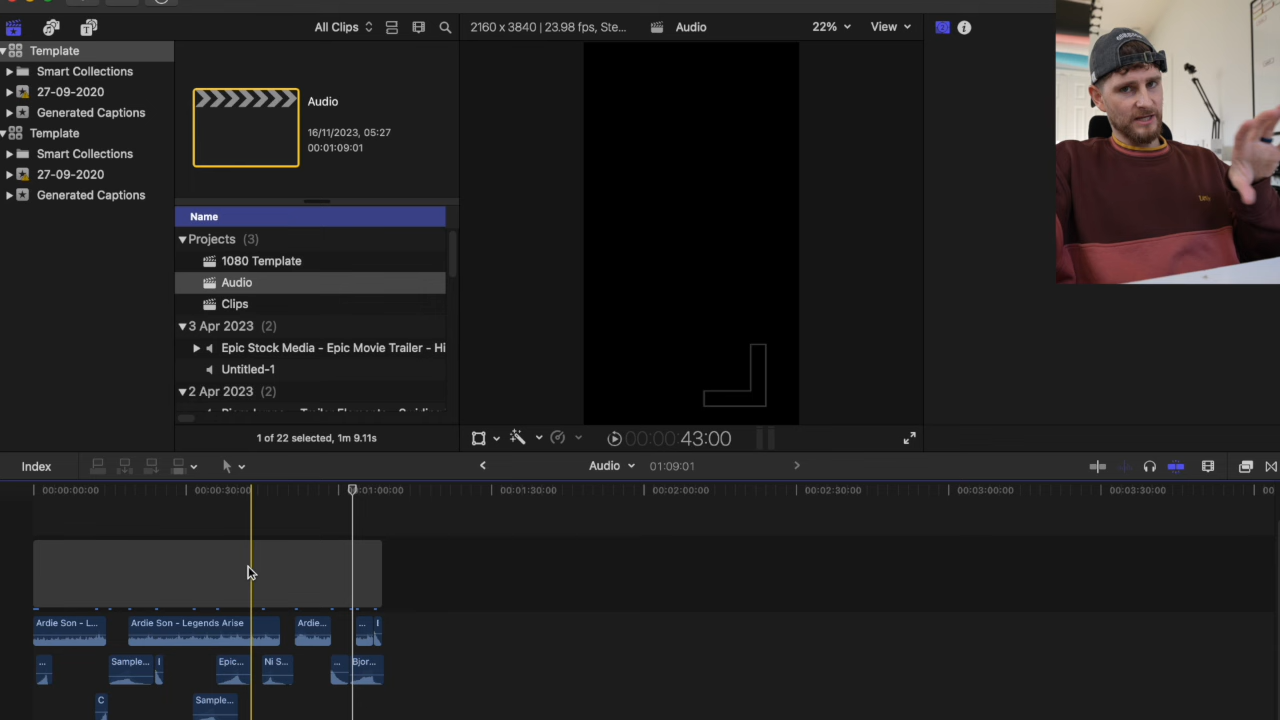 All Clips
2160 x 3840 | 23.98 fps, Ste...
Audio
22%
View
Template
Smart Collections
27-09-2020
Generated Captions
Template
Smart Collections
27-09-2020
Generated Captions
Audio
16/11/2023, 05:27
00:01:09:01
Name
Projects (3)
1080 Template
Audio
Clips
3 Apr 2023 (2)
Epic Stock Media - Epic Movie Trailer - Hi
Untitled-1
2 Apr 2023 (2)
1 of 22 selected, 1m 9.11s
00:00:43:00
Index
Audio
01:09:01
00:00:00:00
00:00:30:00
:01:00:00
00:01:30:00
00:02:00:00
00:02:30:00
00:03:00:00
00:03:30:00
00
Ardie Son - L...
Ardie Son - Legends Arise
Ardie...
...
I
...
Sample...
I
Epic...
Ni S...
...
Bjor...
C
Sample...